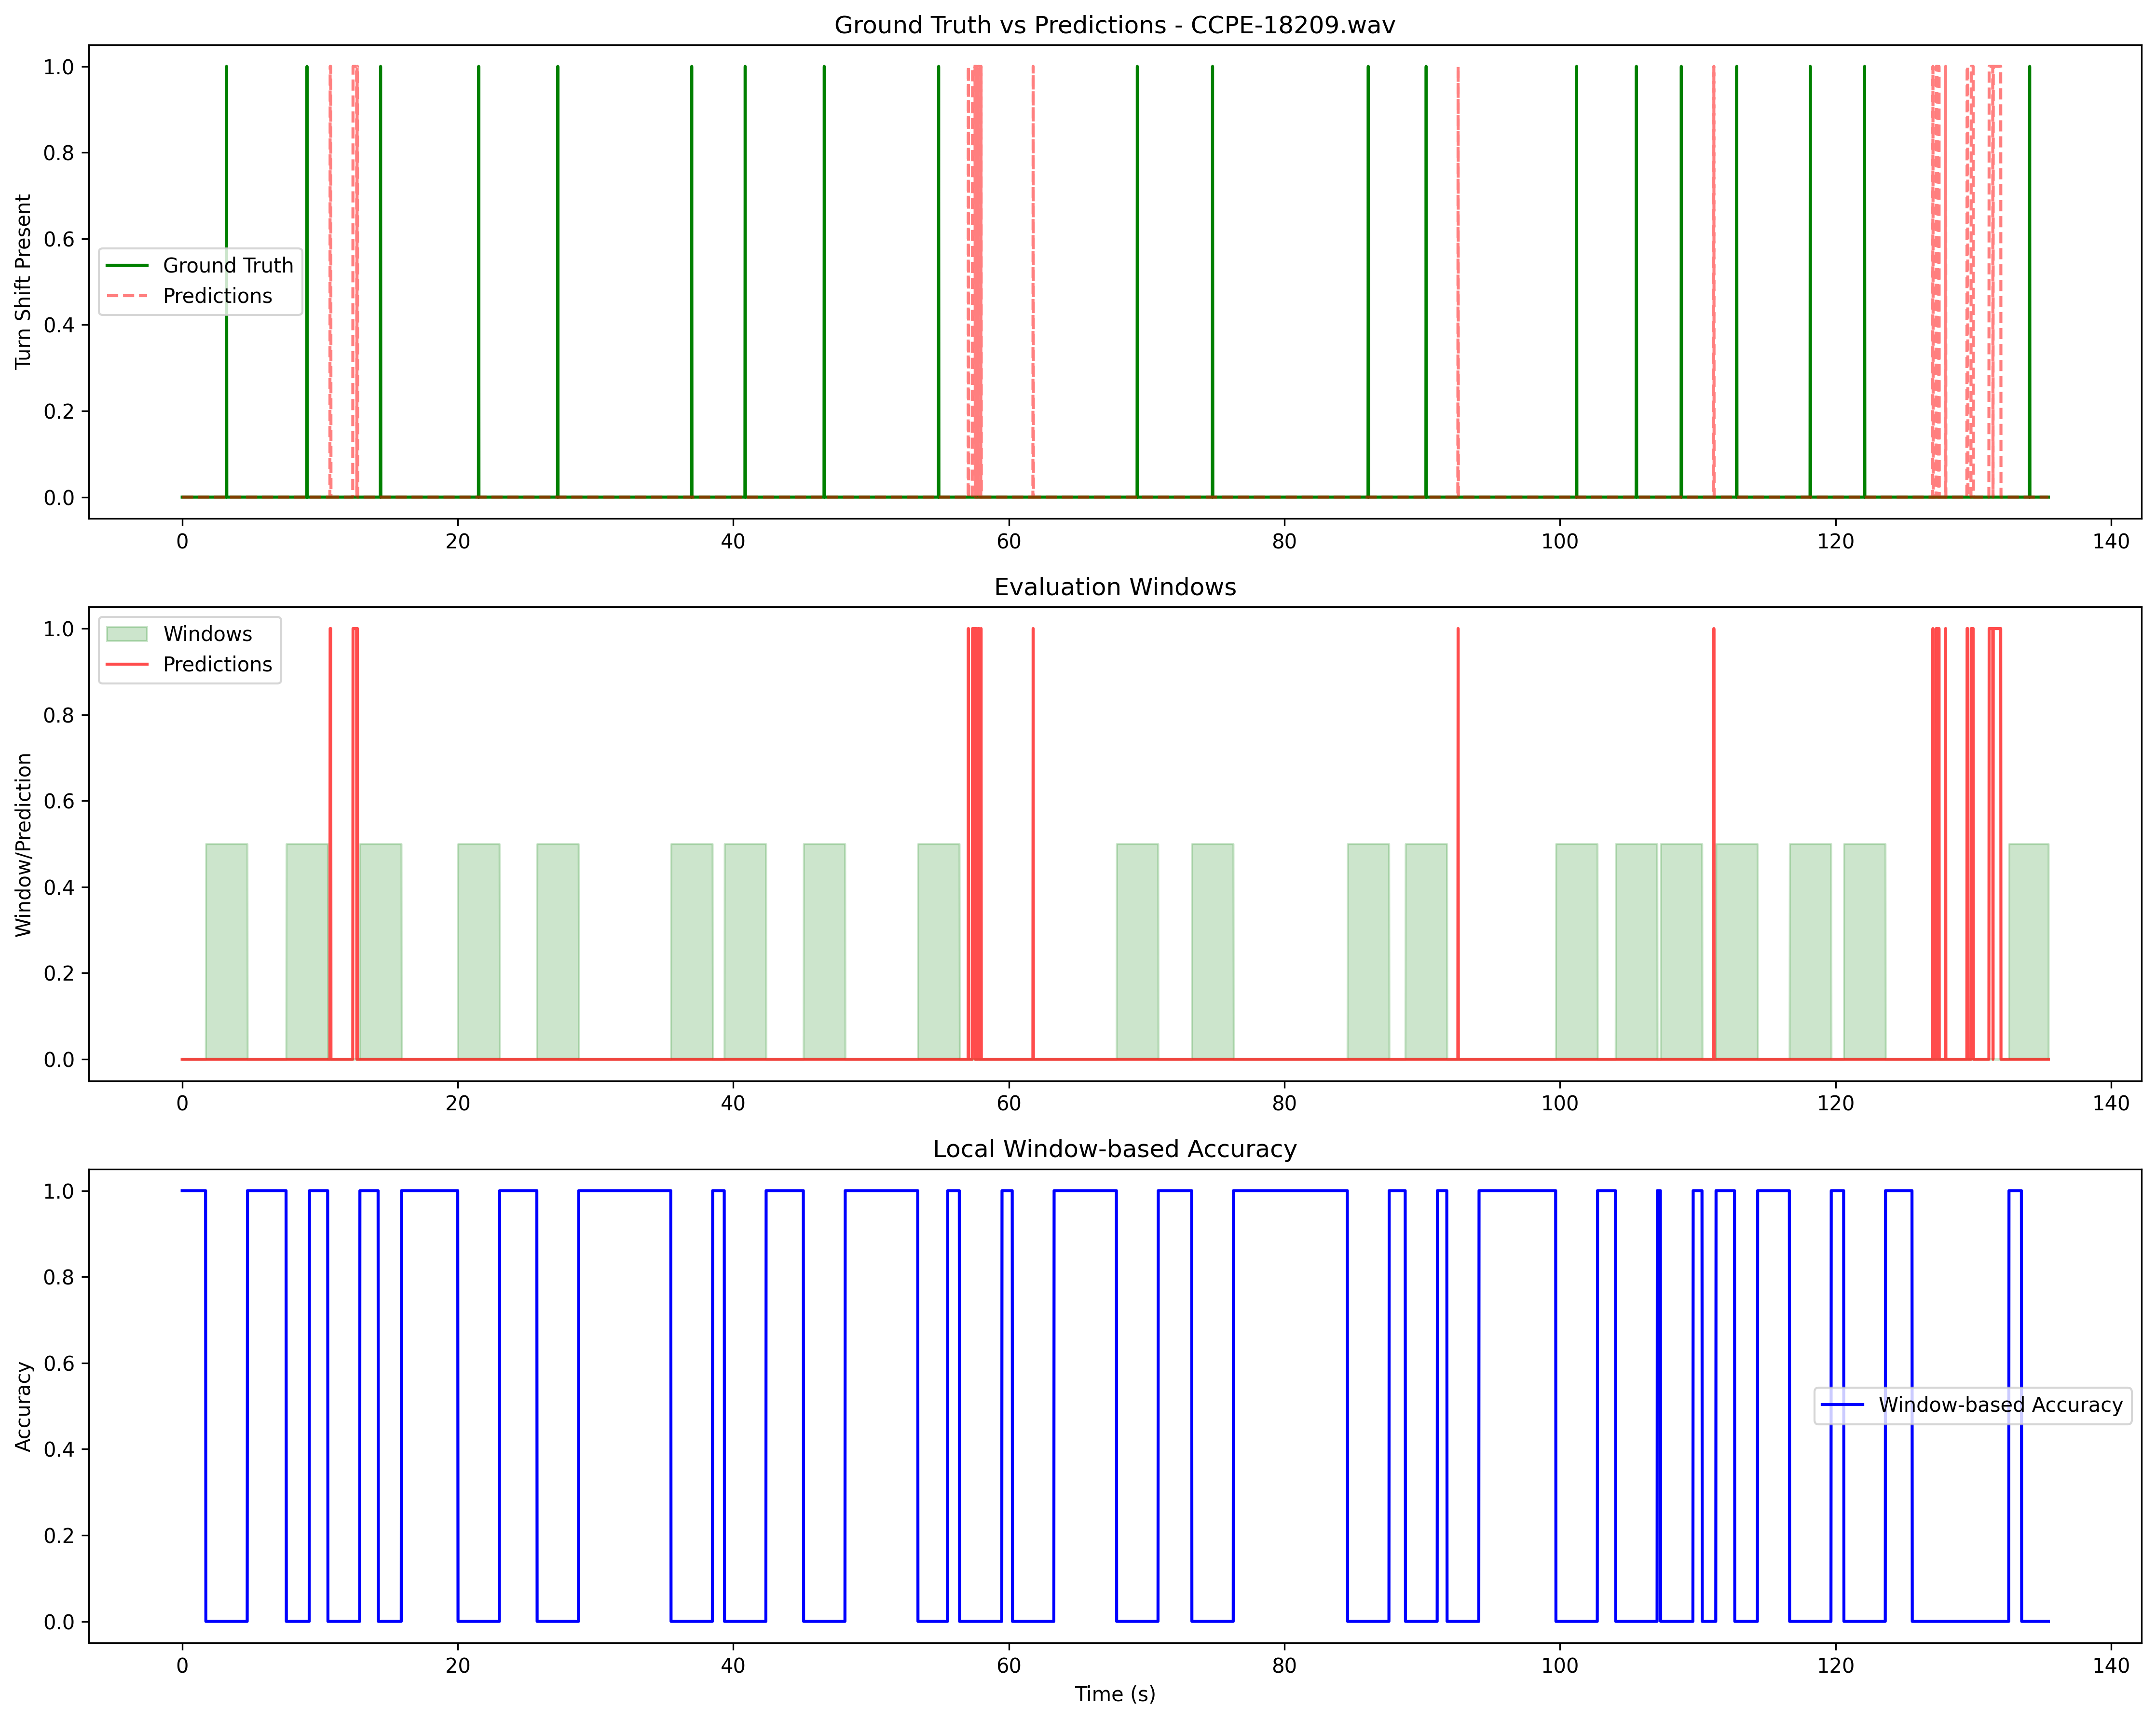 Ground Truth vs Predictions - CCPE-18209.wav
1.0
0.8
0.6
0.4
0.2
0.0
Turn Shift Present
Ground Truth
Predictions
0 20 40 60 80 100 120 140
Evaluation Windows
1.0
0.8
0.6
0.4
0.2
0.0
Window/Prediction
Windows
Predictions
0 20 40 60 80 100 120 140
Local Window-based Accuracy
1.0
0.8
0.6
0.4
0.2
0.0
Accuracy
Window-based Accuracy
0 20 40 60 80 100 120 140
Time (s)